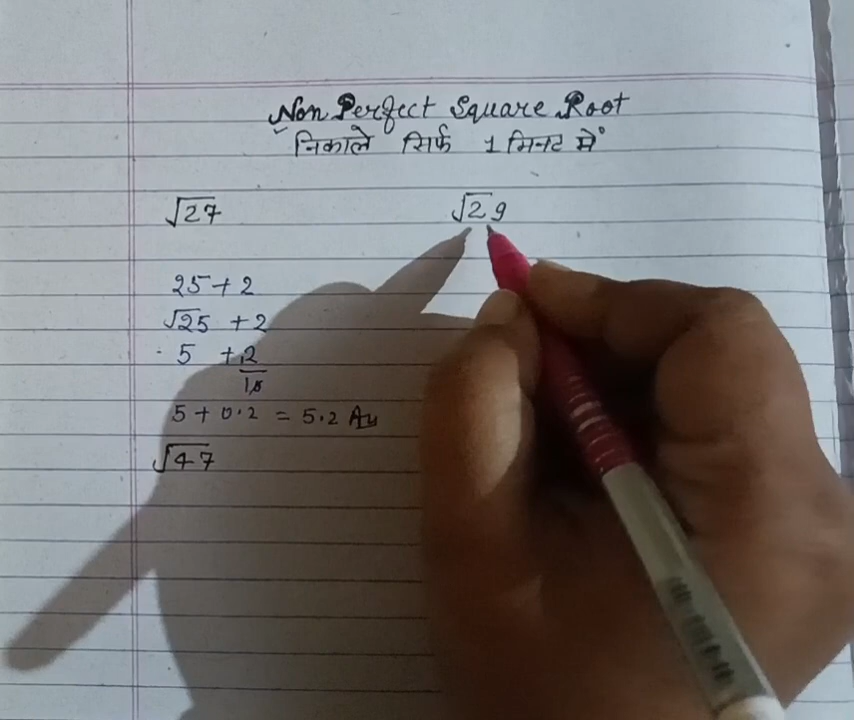 Non Perfect Square Root
निकाले सिर्फ 1 मिनट में
√27
25 + 2
√25 + 2
5 + 2
10
5 + 0.2 = 5.2 Au
√47
√29